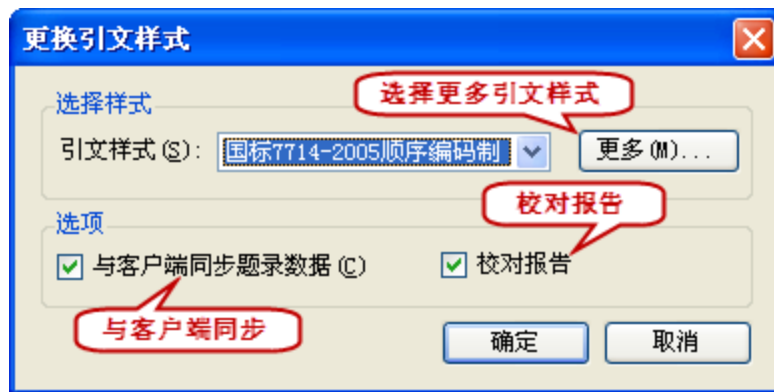 更换引文样式
选择样式
选择更多引文样式
引文样式(S):
国标7714-2005顺序编码制
更多(M)...
校对报告
选项
与客户端同步题录数据(C)
校对报告
与客户端同步
确定
取消